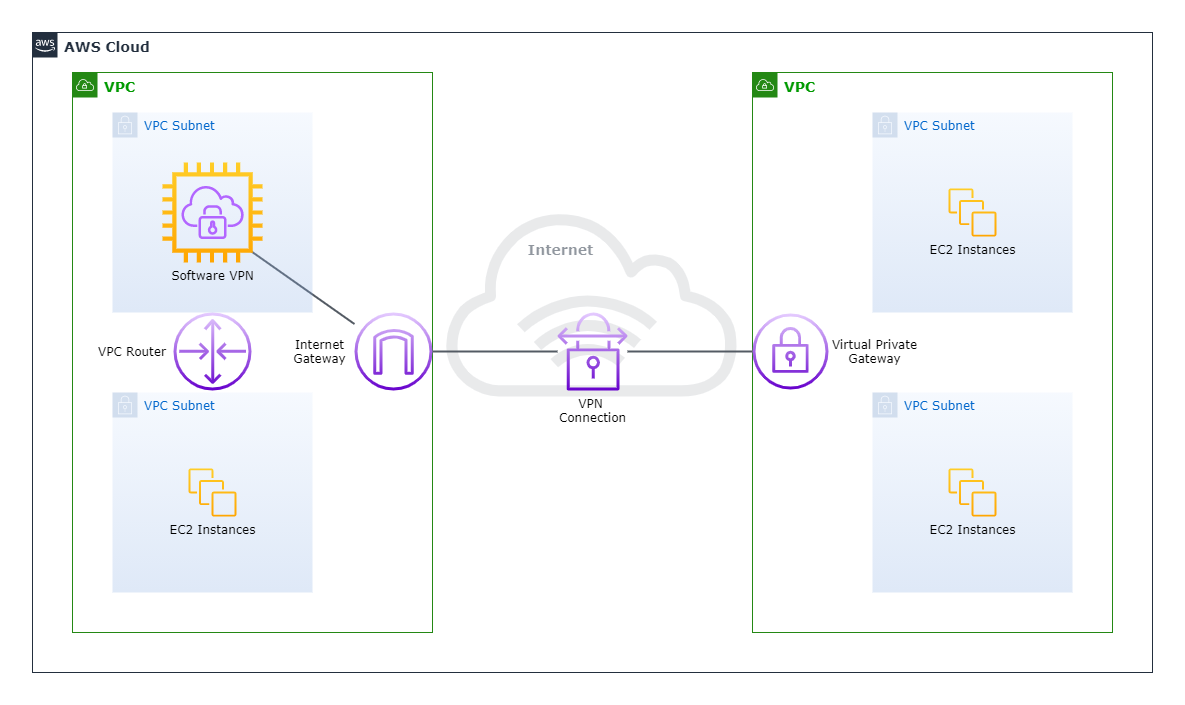 aws
AWS Cloud
VPC
VPC Subnet
Software VPN
VPC Router
Internet
Gateway
VPC Subnet
EC2 Instances
Internet
VPN
Connection
VPC
VPC Subnet
EC2 Instances
Virtual Private
Gateway
VPC Subnet
EC2 Instances